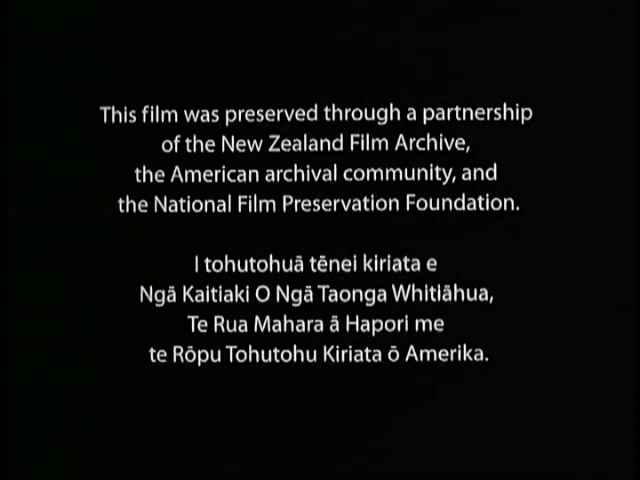 This film was preserved through a partnership
of the New Zealand Film Archive,
the American archival community, and
the National Film Preservation Foundation.
I tohutohuā tēnei kiriata e
Ngā Kaitiaki O Ngā Taonga Whitiāhua,
Te Rua Mahara ā Hapori me
te Rōpu Tohutohu Kiriata ō Amerika.